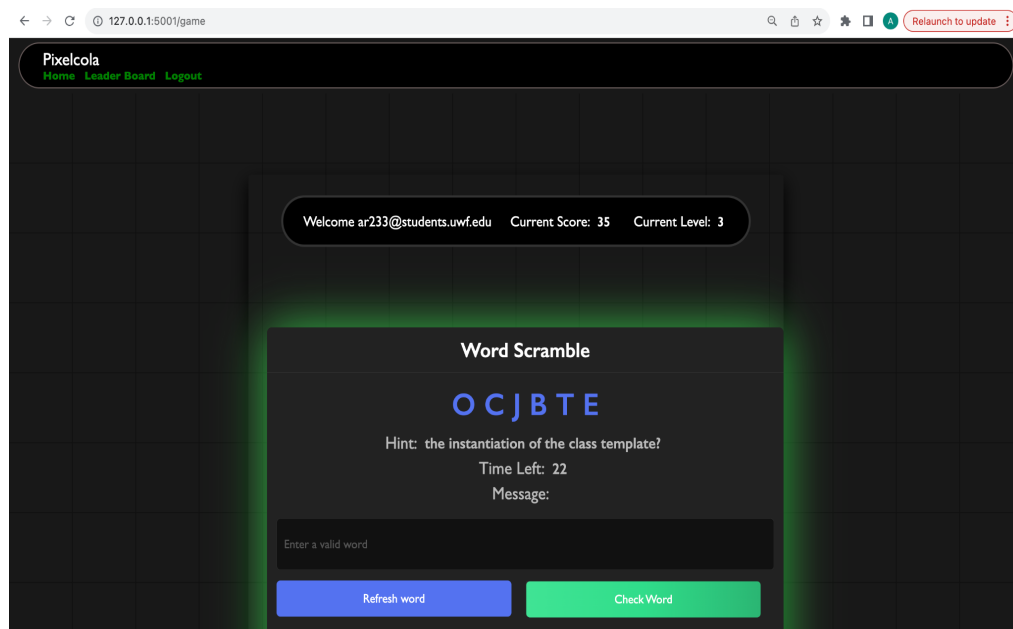 127.0.0.1:5001/game
A
Relaunch to update
Pixelcola
Home Leader Board Logout
Welcome ar233@students.uwf.edu Current Score: 35 Current Level: 3
Word Scramble
O C J B T E
Hint: the instantiation of the class template?
Time Left: 22
Message:
Enter a valid word
Refresh word Check Word